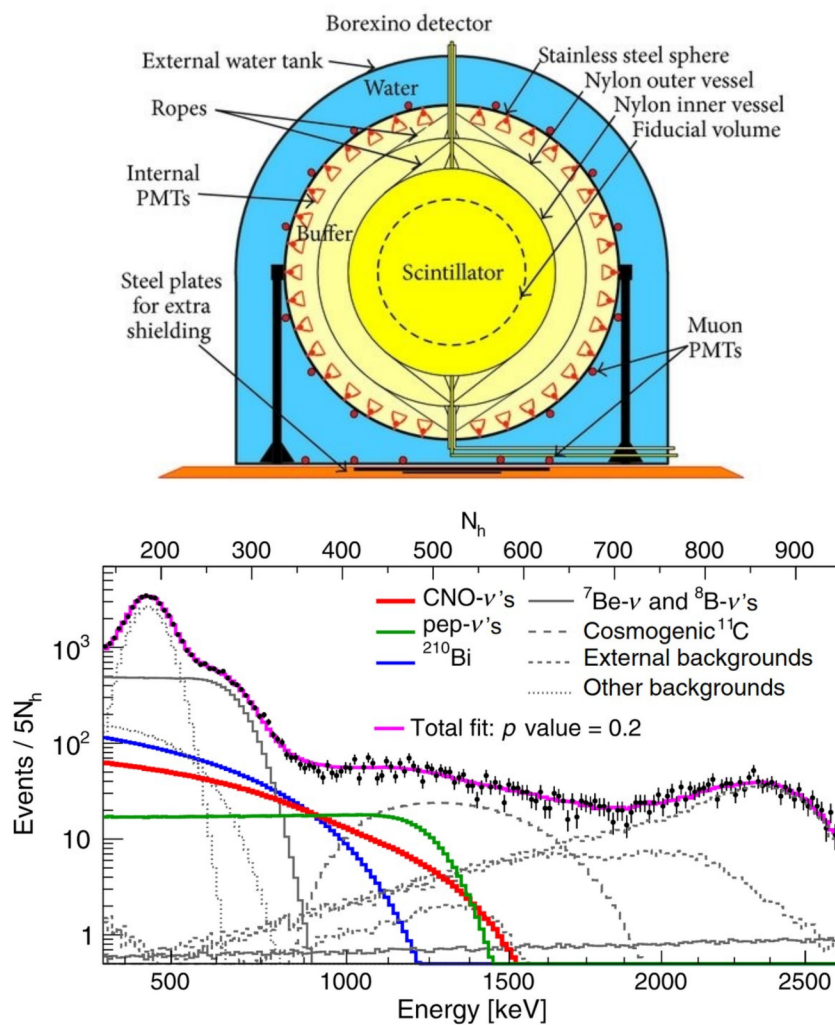 Borexino detector
External water tank
Stainless steel sphere
Water
Nylon outer vessel
Ropes
Nylon inner vessel
Fiducial volume
Internal
PMTs
Buffer
Scintillator
Steel plates
for extra
shielding
Muon
PMTs
N_h
200 300 400 500 600 700 800 900
CNO-ν's
pep-ν's
²¹⁰Bi
⁷Be-ν and ⁸B-ν's
Cosmogenic ¹¹C
External backgrounds
Other backgrounds
Total fit: p value = 0.2
Events / 5N_h
10³
10²
10
1
500 1000 1500 2000 2500
Energy [keV]